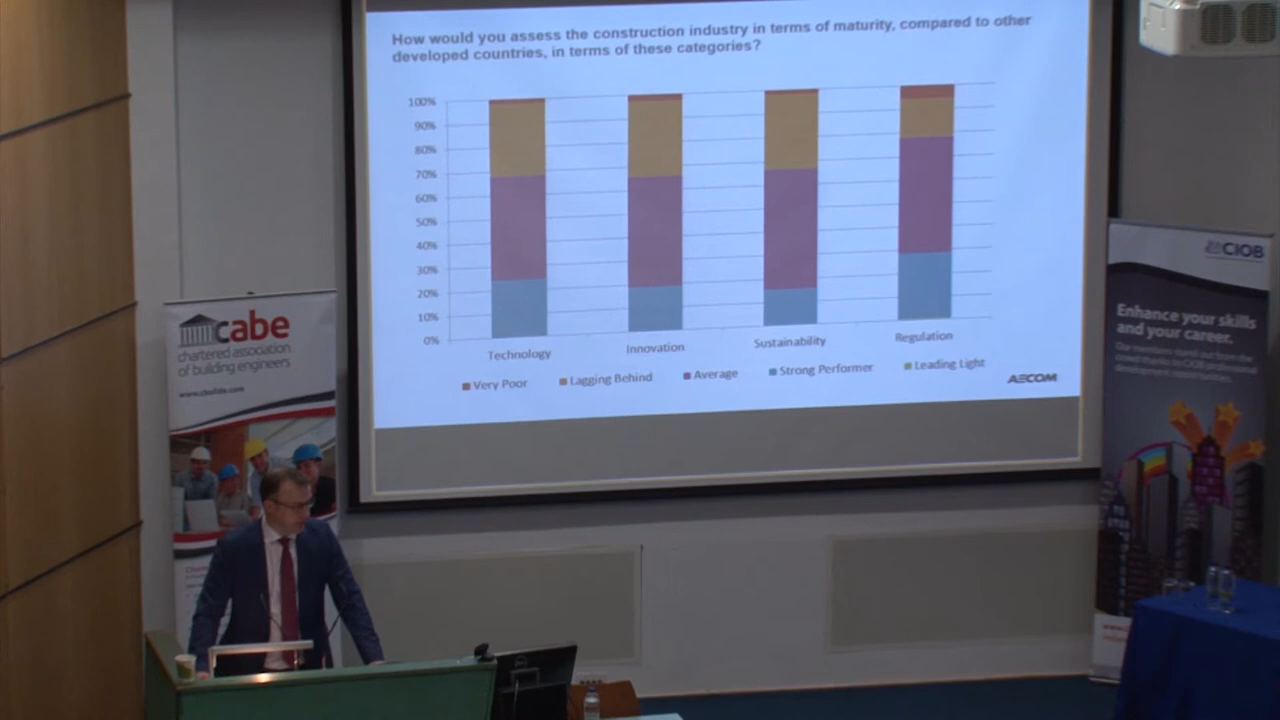 How would you assess the construction industry in terms of maturity, compared to other
developed countries, in terms of these categories?
100%
90%
80%
70%
60%
50%
40%
30%
20%
10%
0%
Technology
Innovation
Sustainability
Regulation
Very Poor
Lagging Behind
Average
Strong Performer
Leading Light
AECOM
cabe
chartered association
of building engineers
CIOB
Enhance your skills
and your career.